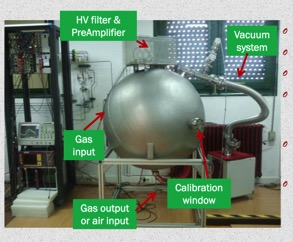 HV filter &
PreAmplifier
Vacuum
system
Gas
input
Calibration
window
Gas output
or air input